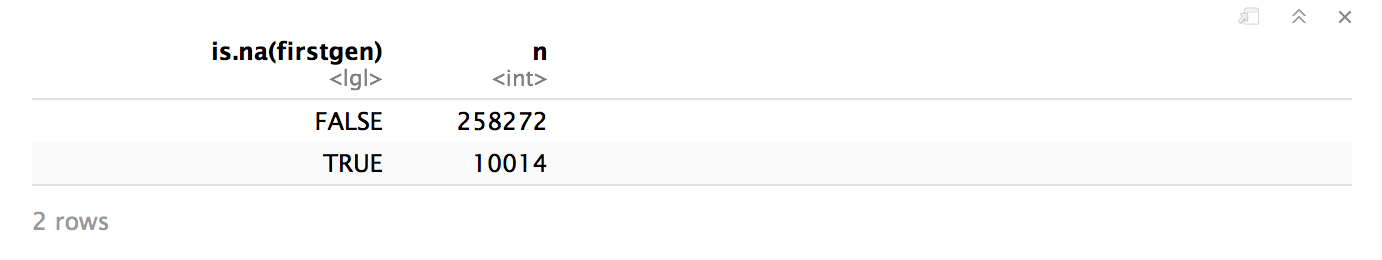 is.na(firstgen) n
<lgl> <int>
FALSE 258272
TRUE 10014
2 rows